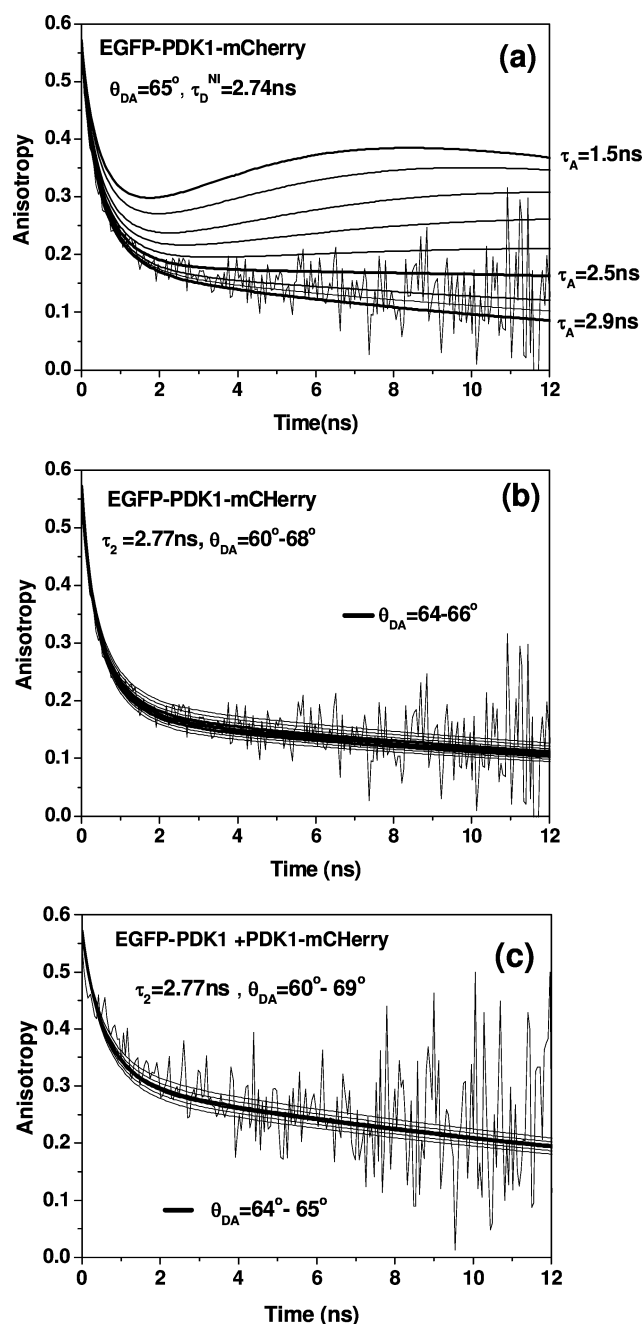 EGFP-PDK1-mCherry
(a)
θDA=65°, τD^NI=2.74ns
0.5
0.4
0.3
0.2
0.1
0.0
Anisotropy
τA=1.5ns
τA=2.5ns
τA=2.9ns
0 2 4 6 8 10 12
Time(ns)
0.6
0.5
0.4
0.3
0.2
0.1
0.0
Anisotropy
EGFP-PDK1-mCHerry
(b)
τ2 =2.77ns, θDA=60°-68°
θDA=64-66°
0 2 4 6 8 10 12
Time (ns)
0.6
0.5
0.4
0.3
0.2
0.1
0.0
Anisotropy
EGFP-PDK1 +PDK1-mCHerry
(c)
τ2=2.77ns , θDA=60°- 69°
θDA=64°- 65°
0 2 4 6 8 10 12
Time (ns)